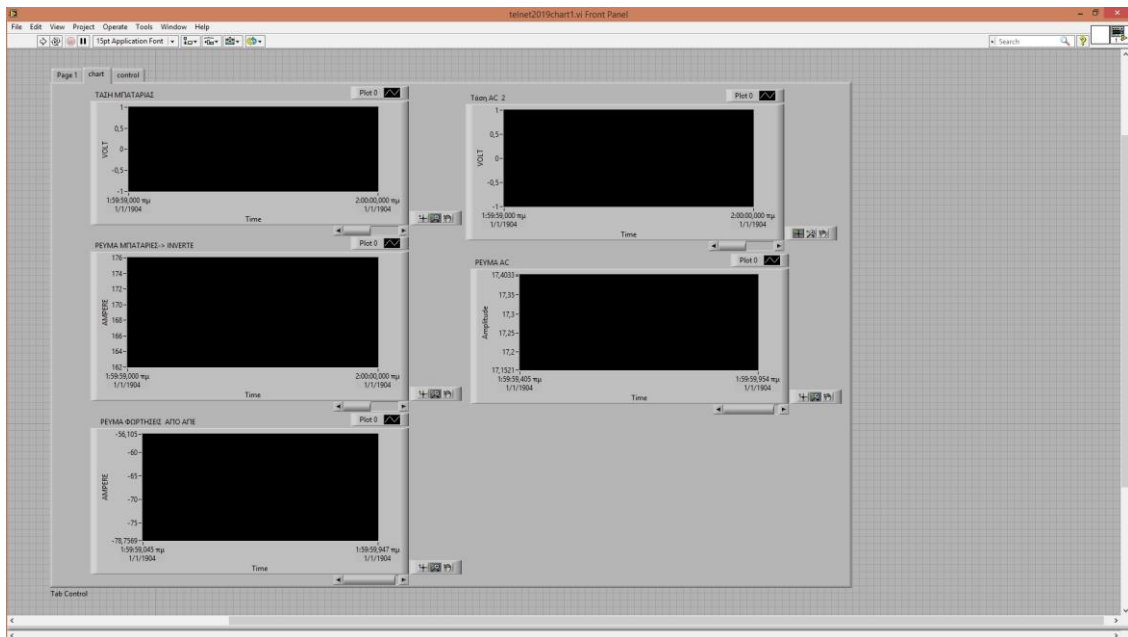 telnet2019chart1.vi Front Panel
File Edit View Project Operate Tools Window Help
15pt Application Font
Search
Page 1 chart control
ΤΑΣΗ ΜΠΑΤΑΡΙΑΣ
Plot 0
VOLT
1
0,5
0
-0,5
-1
1:59:59,000 πμ
1/1/1904
2:00:00,000 πμ
1/1/1904
Time
Τάση AC 2
Plot 0
VOLT
1
0,5
0
-0,5
-1
1:59:59,000 πμ
1/1/1904
2:00:00,000 πμ
1/1/1904
Time
ΡΕΥΜΑ ΜΠΑΤΑΡΙΕΣ-> INVERTE
Plot 0
AMPERE
176
174
172
170
168
166
164
162
1:59:59,000 πμ
1/1/1904
2:00:00,000 πμ
1/1/1904
Time
ΡΕΥΜΑ AC
Plot 0
Amplitude
17,4033
17,35
17,3
17,25
17,2
17,1521
1:59:59,405 πμ
1/1/1904
1:59:59,954 πμ
1/1/1904
Time
ΡΕΥΜΑ ΦΟΡΤΗΣΕΙΣ ΑΠΟ ΑΠΕ
Plot 0
AMPERE
-56,105
-60
-65
-70
-75
-78,7569
1:59:59,045 πμ
1/1/1904
1:59:59,947 πμ
1/1/1904
Time
Tab Control